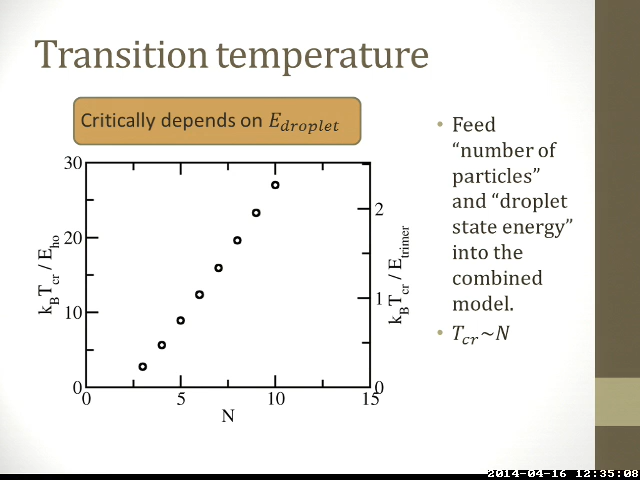 Transition temperature
Critically depends on E_droplet
30
20
10
0
0
5
10
15
2
1
0
k_B T_cr / E_ho
k_B T_cr / E_trimer
N
• Feed
“number of
particles”
and “droplet
state energy”
into the
combined
model.
• T_cr~N
2014-04-16 12:35:08